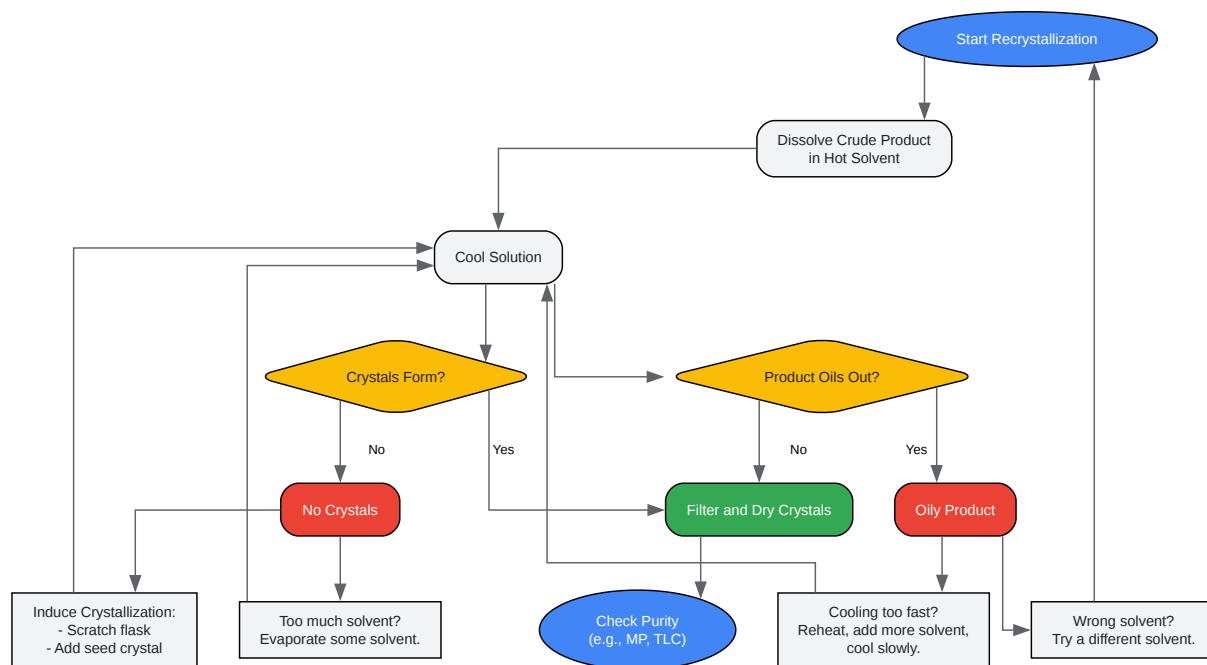 Start Recrystallization
Dissolve Crude Product
in Hot Solvent
Cool Solution
Crystals Form?
Product Oils Out?
No
Yes
No
Yes
No Crystals
Filter and Dry Crystals
Oily Product
Induce Crystallization:
- Scratch flask
- Add seed crystal
Too much solvent?
Evaporate some solvent.
Check Purity
(e.g., MP, TLC)
Cooling too fast?
Reheat, add more solvent,
cool slowly.
Wrong solvent?
Try a different solvent.